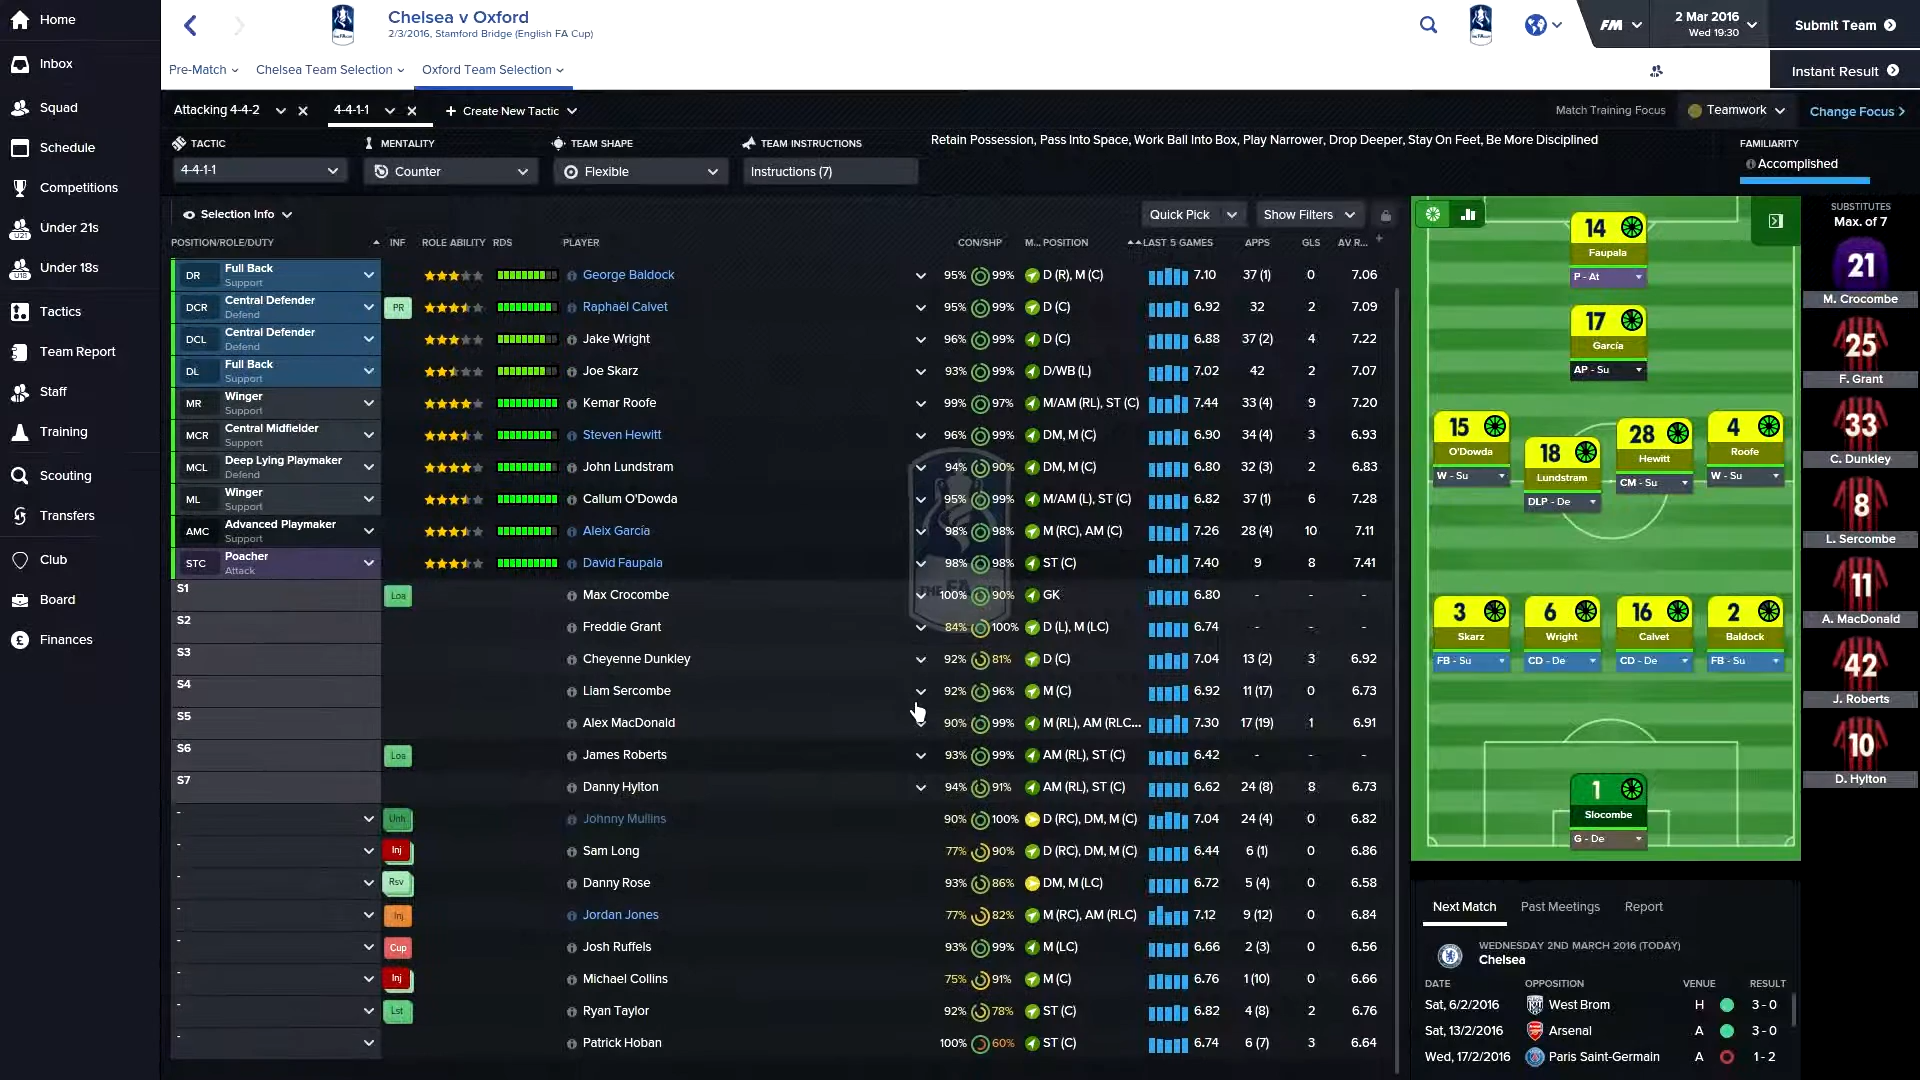 Home
Inbox
Squad
Schedule
Competitions
Under 21s
Under 18s
Tactics
Team Report
Staff
Training
Scouting
Transfers
Club
Board
Finances
Chelsea v Oxford
2/3/2016, Stamford Bridge (English FA Cup)
FM
2 Mar 2016
Wed 19:30
Submit Team
Pre-Match
Chelsea Team Selection
Oxford Team Selection
Instant Result
Attacking 4-4-2
4-4-1-1
+ Create New Tactic
Match Training Focus
Teamwork
Change Focus >
TACTIC
MENTALITY
TEAM SHAPE
TEAM INSTRUCTIONS
Retain Possession, Pass Into Space, Work Ball Into Box, Play Narrower, Drop Deeper, Stay On Feet, Be More Disciplined
FAMILIARITY
4-4-1-1
Counter
Flexible
Instructions (7)
Accomplished
Selection Info
Quick Pick
Show Filters
POSITION/ROLE/DUTY INF ROLE ABILITY RDS PLAYER CON/SHP M... POSITION LAST 5 GAMES APPS GLS AV R...
DR Full Back Support George Baldock 95% 99% D (R), M (C) 7.10 37 (1) 0 7.06
DCR Central Defender Defend PR Raphaël Calvet 95% 99% D (C) 6.92 32 2 7.09
DCL Central Defender Defend Jake Wright 96% 99% D (C) 6.88 37 (2) 4 7.22
DL Full Back Support Joe Skarz 93% 99% D/WB (L) 7.02 42 2 7.07
MR Winger Support Kemar Roofe 99% 97% M/AM (RL), ST (C) 7.44 33 (4) 9 7.20
MCR Central Midfielder Support Steven Hewitt 96% 99% DM, M (C) 6.90 34 (4) 3 6.93
MCL Deep Lying Playmaker Defend John Lundstram 94% 90% DM, M (C) 6.80 32 (3) 2 6.83
ML Winger Support Callum O'Dowda 95% 99% M/AM (L), ST (C) 6.82 37 (1) 6 7.28
AMC Advanced Playmaker Support Aleix García 98% 98% M (RC), AM (C) 7.26 28 (4) 10 7.11
STC Poacher Attack David Faupala 98% 98% ST (C) 7.40 9 8 7.41
S1 Loa Max Crocombe 100% 90% GK 6.80 - - -
S2 Freddie Grant 84% 100% D (L), M (LC) 6.74 - - -
S3 Cheyenne Dunkley 92% 81% D (C) 7.04 13 (2) 3 6.92
S4 Liam Sercombe 92% 96% M (C) 6.92 11 (17) 0 6.73
S5 Alex MacDonald 90% 99% M (RL), AM (RLC... 7.30 17 (19) 1 6.91
S6 Loa James Roberts 93% 99% AM (RL), ST (C) 6.42 - - -
S7 Danny Hylton 94% 91% AM (RL), ST (C) 6.62 24 (8) 8 6.73
- Unh Johnny Mullins 90% 100% D (RC), DM, M (C) 7.04 24 (4) 0 6.82
- Inj Sam Long 77% 90% D (RC), DM, M (C) 6.44 6 (1) 0 6.86
- Rsv Danny Rose 93% 86% DM, M (LC) 6.72 5 (4) 0 6.58
- Inj Jordan Jones 77% 82% M (RC), AM (RLC) 7.12 9 (12) 0 6.84
- Cup Josh Ruffels 93% 99% M (LC) 6.66 2 (3) 0 6.56
- Inj Michael Collins 75% 91% M (C) 6.76 1 (10) 0 6.66
- Lst Ryan Taylor 92% 78% ST (C) 6.82 4 (8) 2 6.76
- Patrick Hoban 100% 60% ST (C) 6.74 6 (7) 3 6.64
THE FA CUP
14
Faupala
P - At
17
García
AP - Su
15
O'Dowda
W - Su
18
Lundstram
DLP - De
28
Hewitt
CM - Su
4
Roofe
W - Su
3
Skarz
FB - Su
6
Wright
CD - De
16
Calvet
CD - De
2
Baldock
FB - Su
1
Slocombe
G - De
SUBSTITUTES
Max. of 7
21
M. Crocombe
25
F. Grant
33
C. Dunkley
8
L. Sercombe
11
A. MacDonald
42
J. Roberts
10
D. Hylton
Next Match Past Meetings Report
WEDNESDAY 2ND MARCH 2016 (TODAY)
Chelsea
DATE OPPOSITION VENUE RESULT
Sat, 6/2/2016 West Brom H 3 - 0
Sat, 13/2/2016 Arsenal A 3 - 0
Wed, 17/2/2016 Paris Saint-Germain A 1 - 2